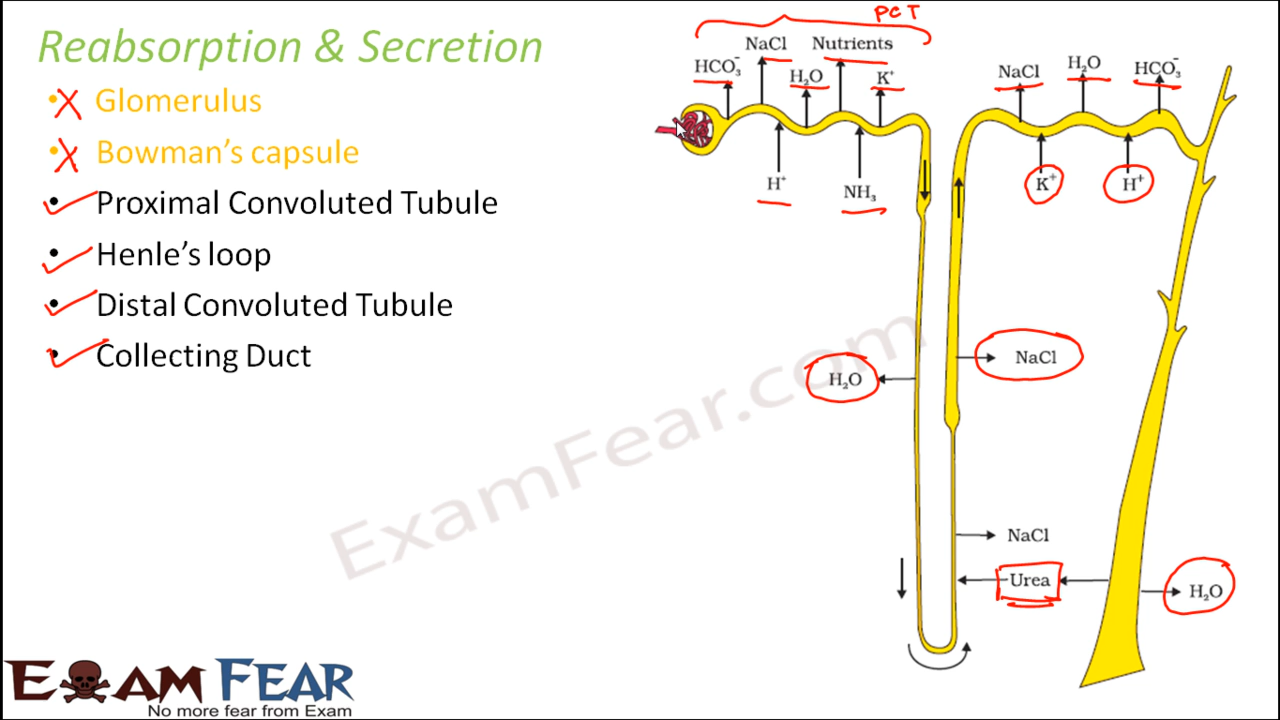 Reabsorption & Secretion
• Glomerulus
• Bowman's capsule
• Proximal Convoluted Tubule
• Henle's loop
• Distal Convoluted Tubule
• Collecting Duct
PCT
NaCl Nutrients
HCO₃⁻ H₂O K⁺
H⁺ NH₃
NaCl H₂O HCO₃⁻
K⁺ H⁺
H₂O NaCl
NaCl
Urea H₂O
ExamFear.com
EXAM FEAR
No more fear from Exam